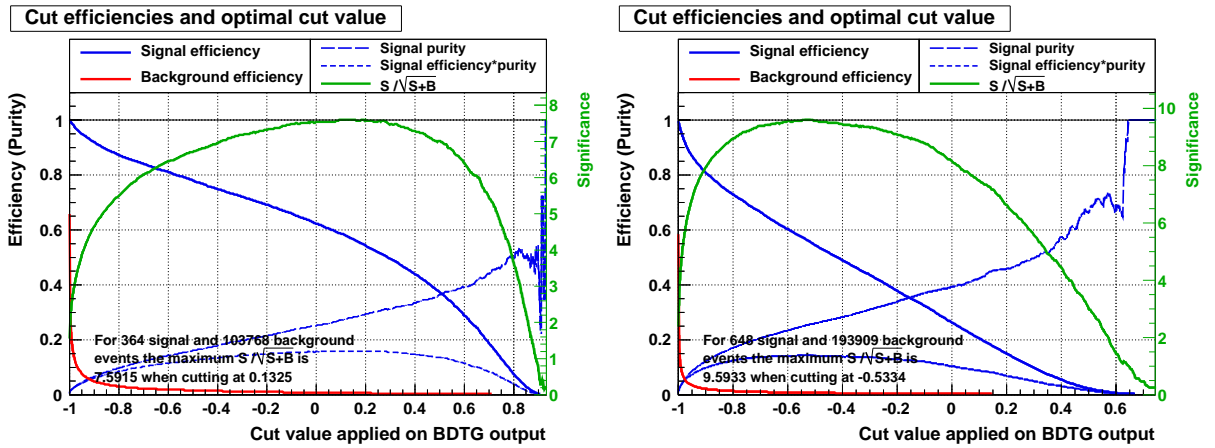 Cut efficiencies and optimal cut value
Signal efficiency
Background efficiency
Signal purity
Signal efficiency*purity
S/√S+B
Efficiency (Purity)
1
0.8
0.6
0.4
0.2
0
8
7
6
5
4
3
2
1
0
Significance
For 364 signal and 103768 background
events the maximum S/√S+B is
7.5915 when cutting at 0.1325
-1 -0.8 -0.6 -0.4 -0.2 0 0.2 0.4 0.6 0.8
Cut value applied on BDTG output
Cut efficiencies and optimal cut value
Signal efficiency
Background efficiency
Signal purity
Signal efficiency*purity
S/√S+B
Efficiency (Purity)
1
0.8
0.6
0.4
0.2
0
10
8
6
4
2
0
Significance
For 648 signal and 193909 background
events the maximum S/√S+B is
9.5933 when cutting at -0.5334
-1 -0.8 -0.6 -0.4 -0.2 0 0.2 0.4 0.6
Cut value applied on BDTG output